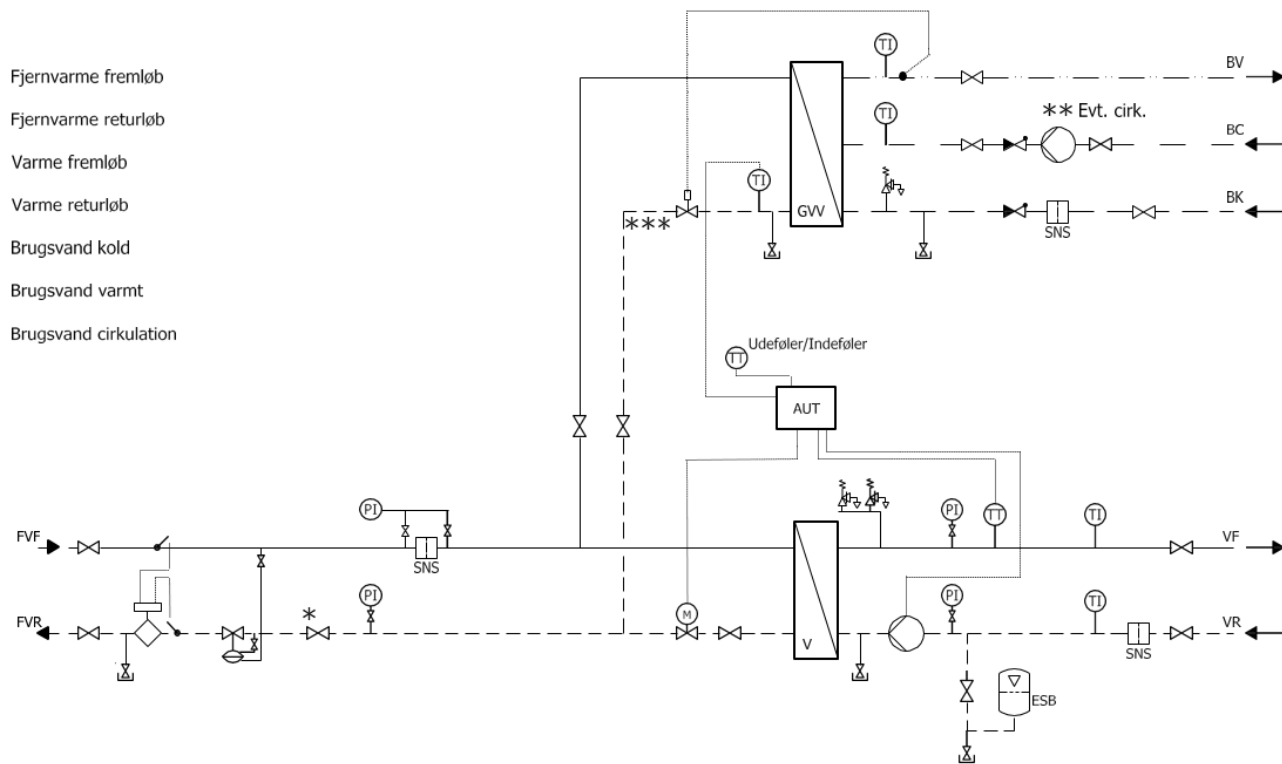 Fjernvarme fremløb
Fjernvarme returløb
Varme fremløb
Varme returløb
Brugsvand kold
Brugsvand varmt
Brugsvand cirkulation
TI
BV
TI
** Evt. cirk.
BC
TI
***
GVV
SNS
BK
TT
Udeføler/Indeføler
AUT
FVF
PI
SNS
PI
TT
TI
VF
FVR
*
PI
M
V
PI
TI
SNS
VR
ESB